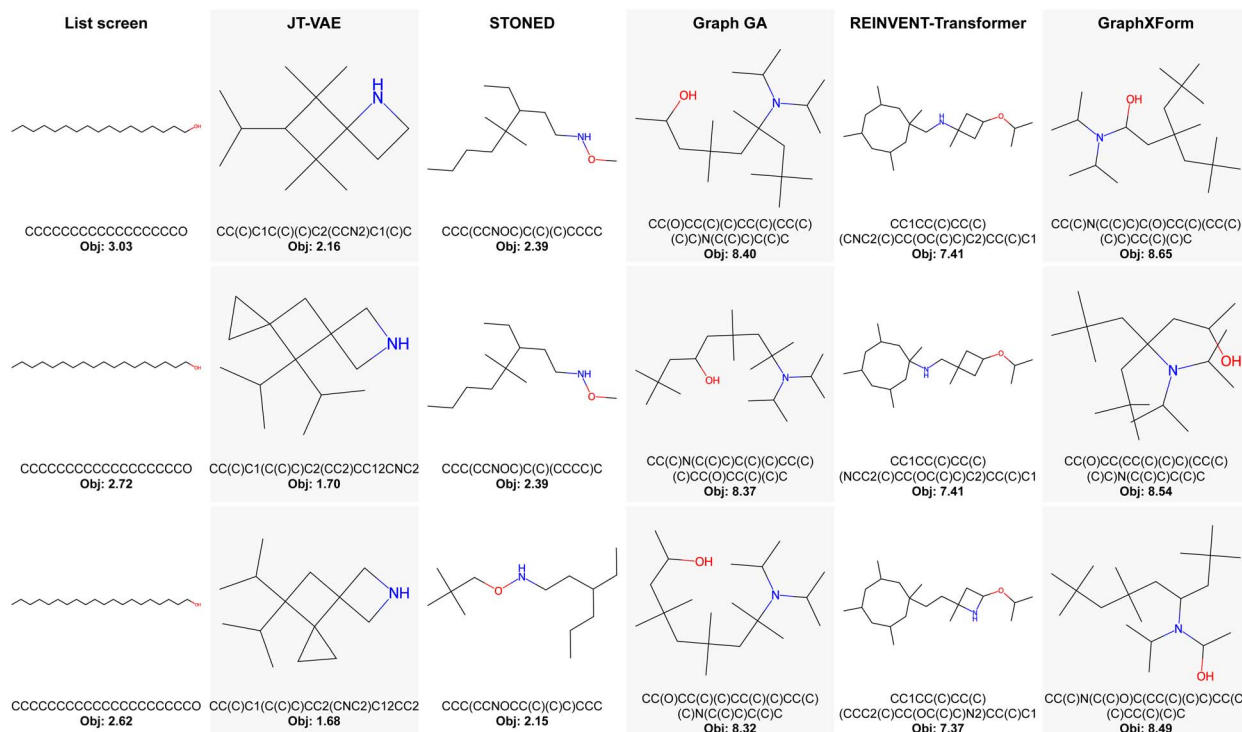 List screen JT-VAE STONED Graph GA REINVENT-Transformer GraphXForm
OH
H
N
NH
O
OH
N
H
N
O
OH
N
CCCCCCCCCCCCCCCCCCO
Obj: 3.03
CC(C)C1C(C)(C)C2(CCN2)C1(C)C
Obj: 2.16
CCC(CCNOC)C(C)(C)CCCC
Obj: 2.39
CC(O)CC(C)(C)CC(C)(CC(C)
(C)C)N(C(C)C)C(C)C
Obj: 8.40
CC1CC(C)CC(C)
(CNC2(C)CC(OC(C)C)C2)CC(C)C1
Obj: 7.41
CC(C)N(C(C)C)C(O)CC(C)(CC(C)
(C)C)CC(C)(C)C
Obj: 8.65
OH
NH
NH
O
OH
N
N
H
O
N
OH
CCCCCCCCCCCCCCCCCCCO
Obj: 2.72
CC(C)C1(C(C)C)C2(CC2)CC12CNC2
Obj: 1.70
CCC(CCNOC)C(C)(CCCC)C
Obj: 2.39
CC(C)N(C(C)C)C(C)(C)CC(C)
(C)CC(O)CC(C)(C)C
Obj: 8.37
CC1CC(C)CC(C)
(NCC2(C)CC(OC(C)C)C2)CC(C)C1
Obj: 7.41
CC(O)CC(CC(C)(C)C)(CC(C)
(C)C)N(C(C)C)C(C)C
Obj: 8.54
OH
NH
O
H
N
OH
N
N
H
O
N
OH
CCCCCCCCCCCCCCCCCCCCCO
Obj: 2.62
CC(C)C1(C(C)C)CC2(CNC2)C12CC2
Obj: 1.68
CCC(CCNOCC(C)(C)C)CCC
Obj: 2.15
CC(O)CC(C)(C)CC(C)(C)CC(C)
(C)N(C(C)C)C(C)C
Obj: 8.32
CC1CC(C)CC(C)
(CCC2(C)CC(OC(C)C)N2)CC(C)C1
Obj: 7.37
CC(C)N(C(C)O)C(CC(C)(C)C)CC(C)
(C)CC(C)(C)C
Obj: 8.49